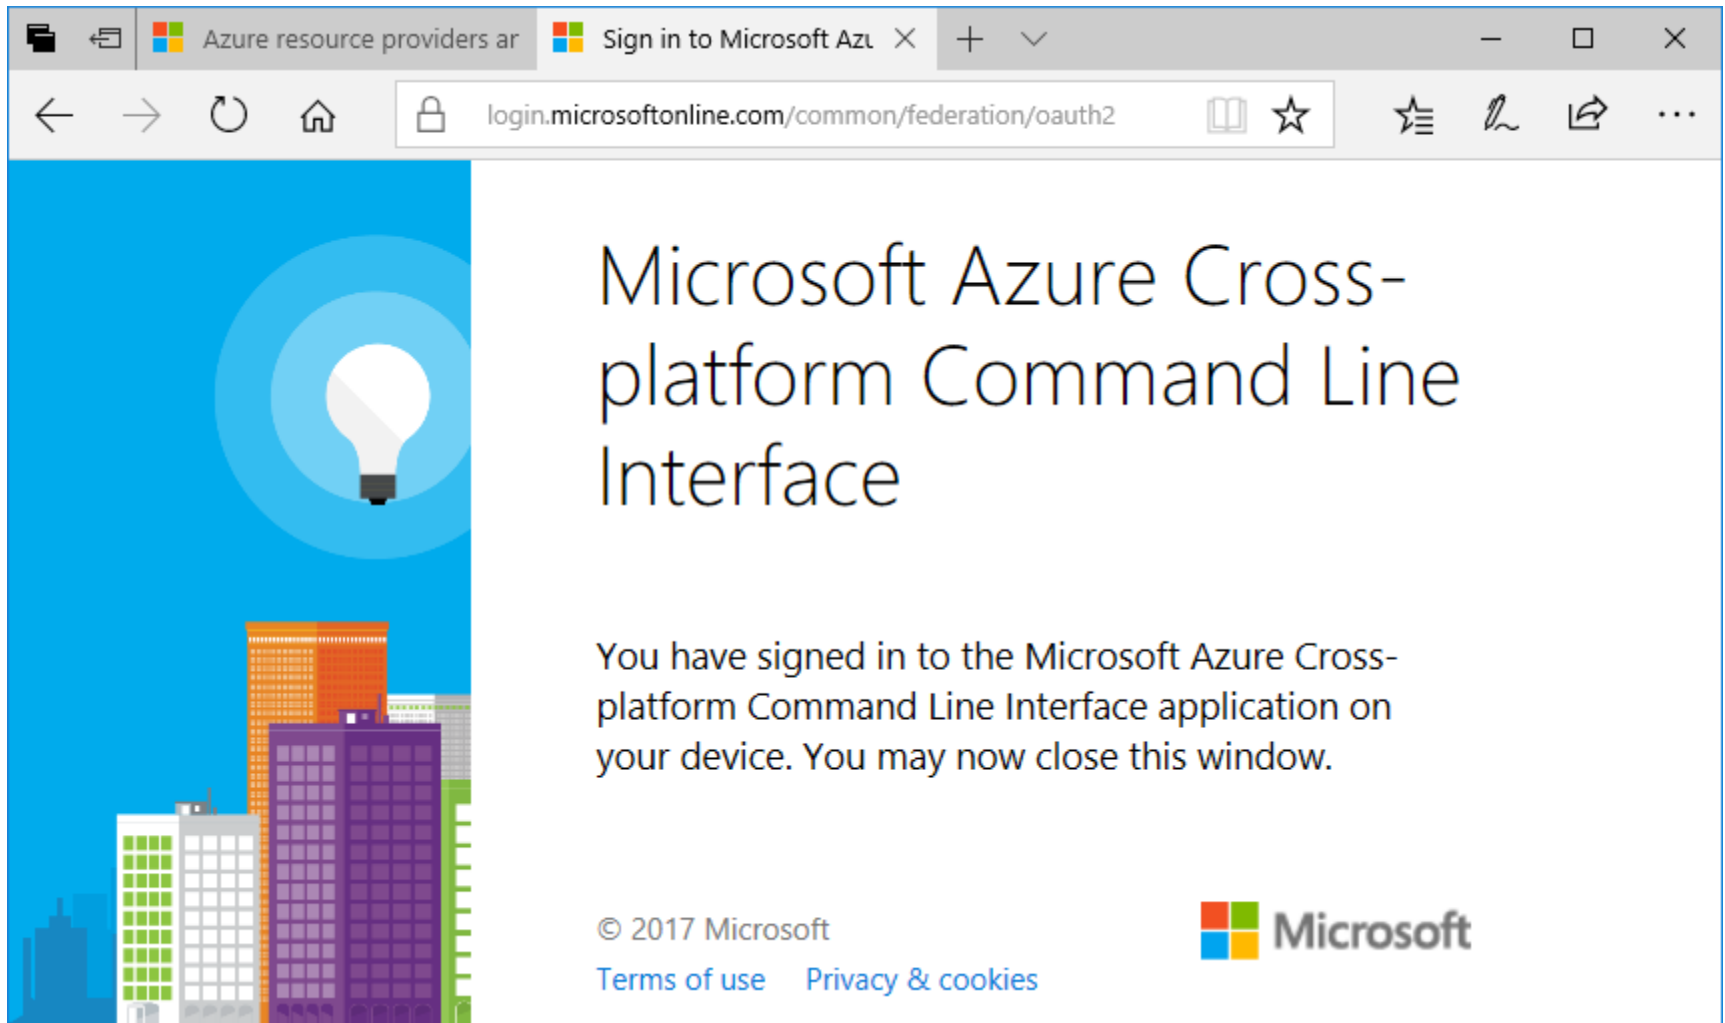 Azure resource providers ar
Sign in to Microsoft Azu
login.microsoftonline.com/common/federation/oauth2
Microsoft Azure Cross-
platform Command Line
Interface
You have signed in to the Microsoft Azure Cross-
platform Command Line Interface application on
your device. You may now close this window.
© 2017 Microsoft
Microsoft
Terms of use Privacy & cookies